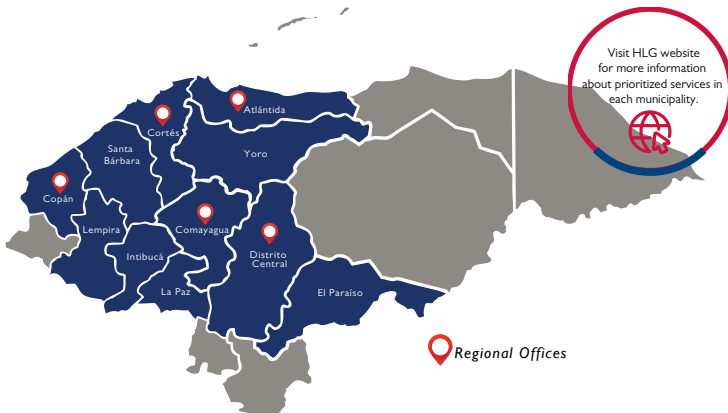 Visit HLG website
for more information
about prioritized services in
each municipality.
Atlántida
Cortés
Santa
Bárbara
Yoro
Copán
Lempira
Comayagua
Intibucá
Distrito
Central
La Paz
El Paraíso
Regional Offices